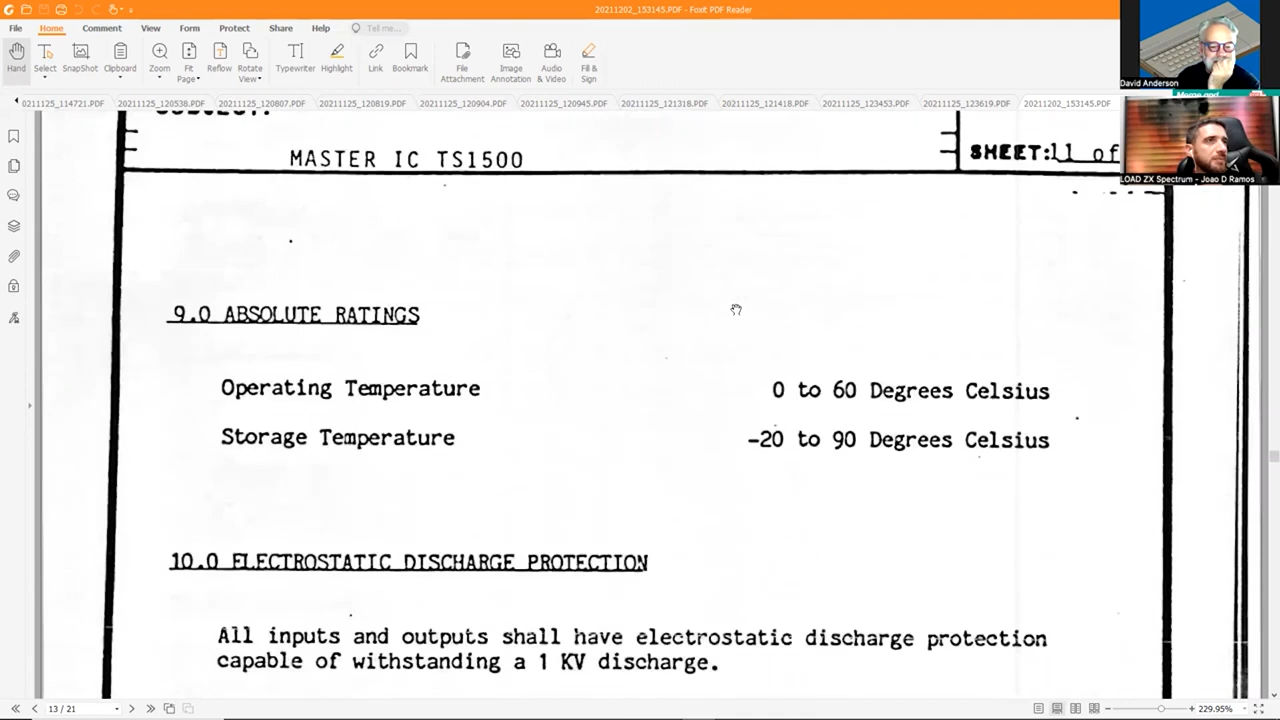 20211202_153145.PDF - Foxit PDF Reader
File Home Comment View Form Protect Share Help Tell me...
Hand Select SnapShot Clipboard Zoom Fit Page Reflow Rotate View Typewriter Highlight Link Bookmark File Attachment Image Annotation Audio & Video Fill & Sign
David Anderson
LOAD ZX Spectrum - Joao D Ramos
0211125_114721.PDF 20211125_120538.PDF 20211125_120807.PDF 20211125_120819.PDF 20211125_120904.PDF 20211125_120945.PDF 20211125_121318.PDF 20211125_121418.PDF 20211125_123453.PDF 20211125_123619.PDF 20211202_153145.PDF
MASTER IC TS1500
SHEET:11 of
9.0 ABSOLUTE RATINGS
Operating Temperature 0 to 60 Degrees Celsius
Storage Temperature -20 to 90 Degrees Celsius
10.0 ELECTROSTATIC DISCHARGE PROTECTION
All inputs and outputs shall have electrostatic discharge protection
capable of withstanding a 1 KV discharge.
13 / 21
229.95%